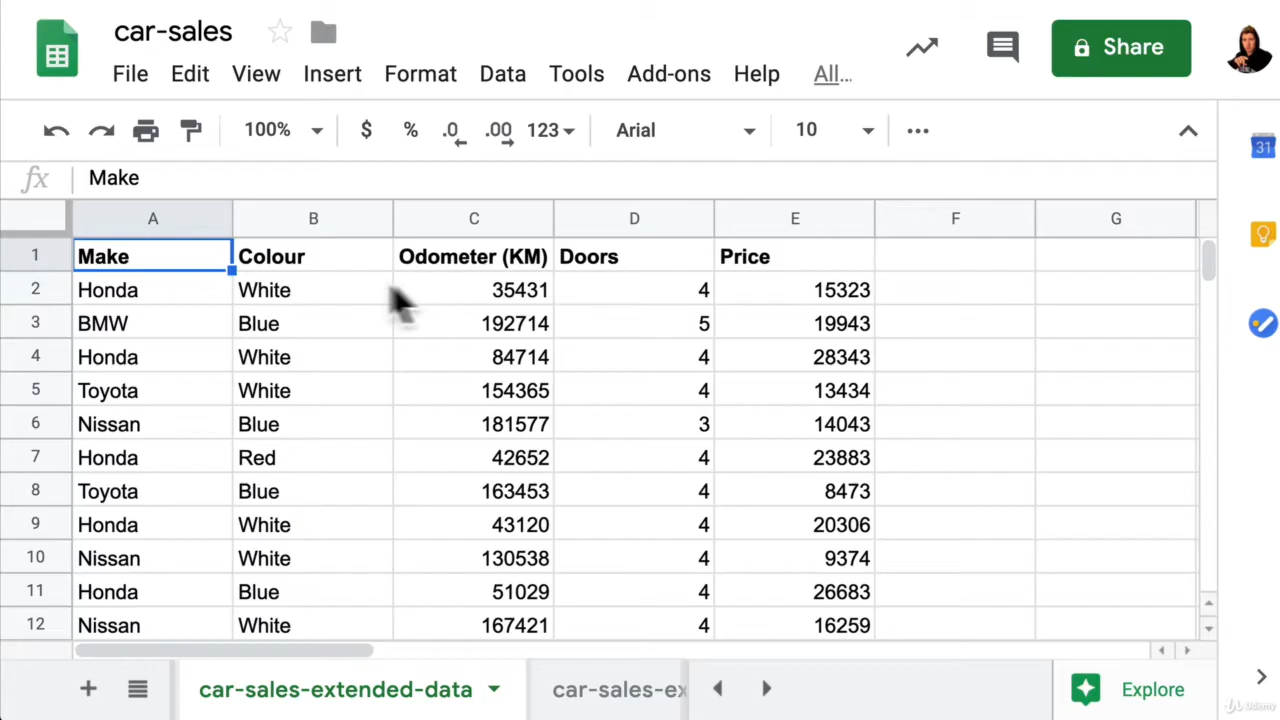 car-sales
File Edit View Insert Format Data Tools Add-ons Help All...
Share
100% $ % .0 .00 123 Arial 10
31
fx Make
A B C D E F G
1 Make Colour Odometer (KM) Doors Price
2 Honda White 35431 4 15323
3 BMW Blue 192714 5 19943
4 Honda White 84714 4 28343
5 Toyota White 154365 4 13434
6 Nissan Blue 181577 3 14043
7 Honda Red 42652 4 23883
8 Toyota Blue 163453 4 8473
9 Honda White 43120 4 20306
10 Nissan White 130538 4 9374
11 Honda Blue 51029 4 26683
12 Nissan White 167421 4 16259
car-sales-extended-data car-sales-ex Explore
Udemy